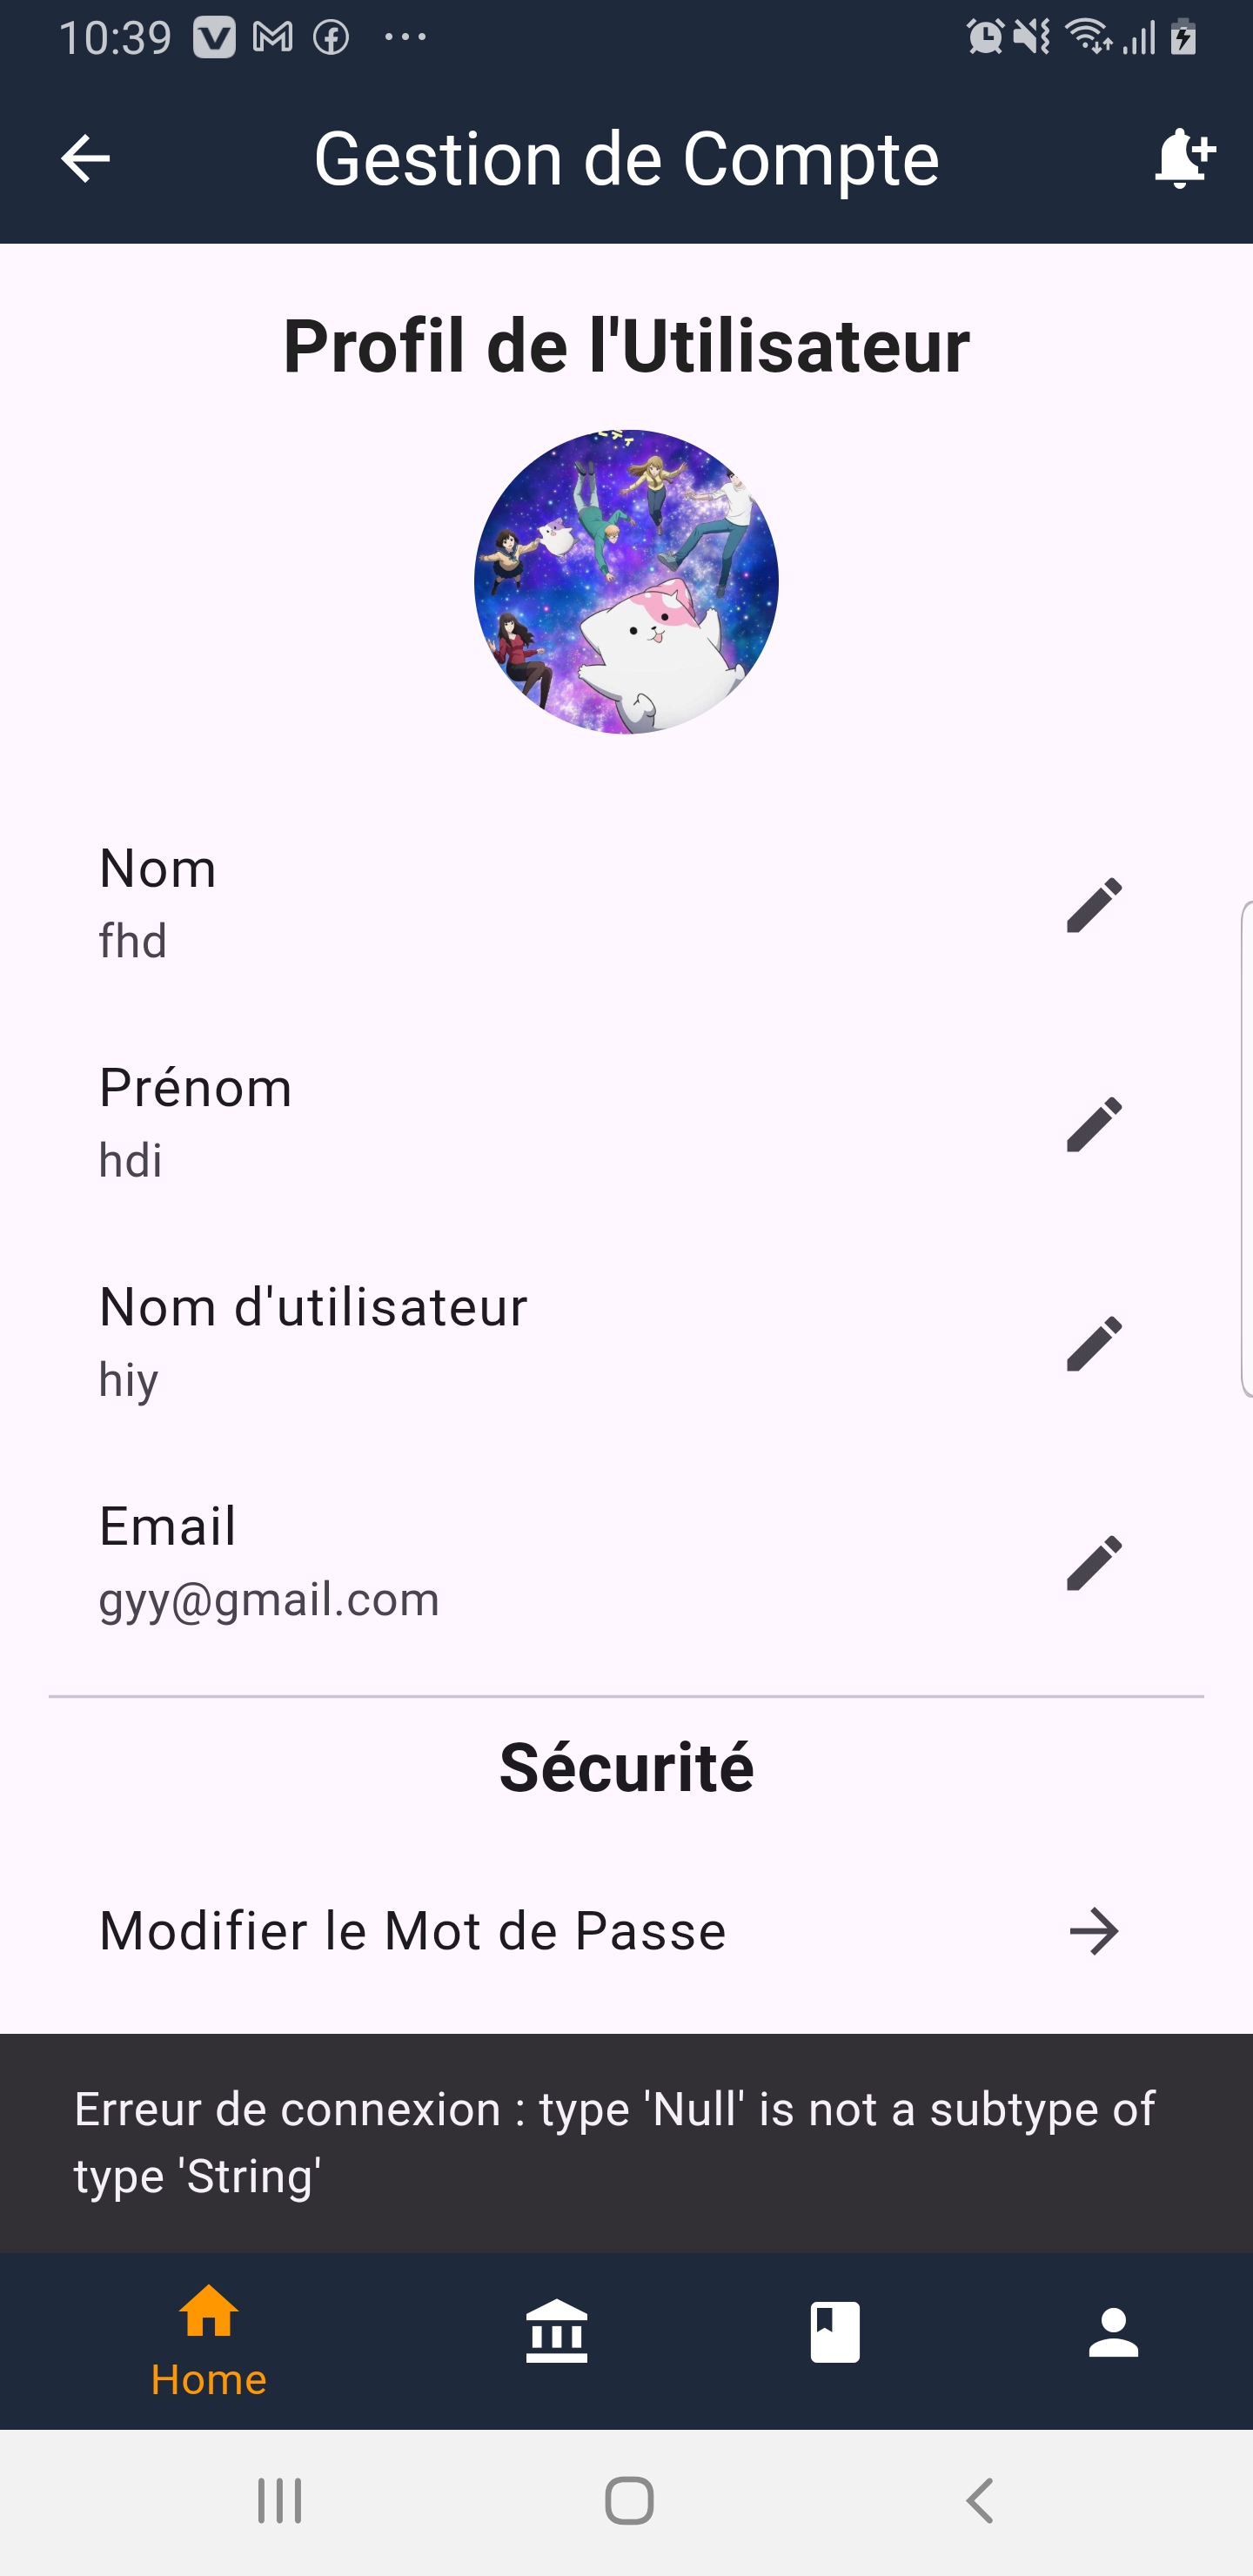 10:39
Gestion de Compte
Profil de l'Utilisateur
Nom
fhd
Prénom
hdi
Nom d'utilisateur
hiy
Email
gyy@gmail.com
Sécurité
Modifier le Mot de Passe
Erreur de connexion : type 'Null' is not a subtype of
type 'String'
Home